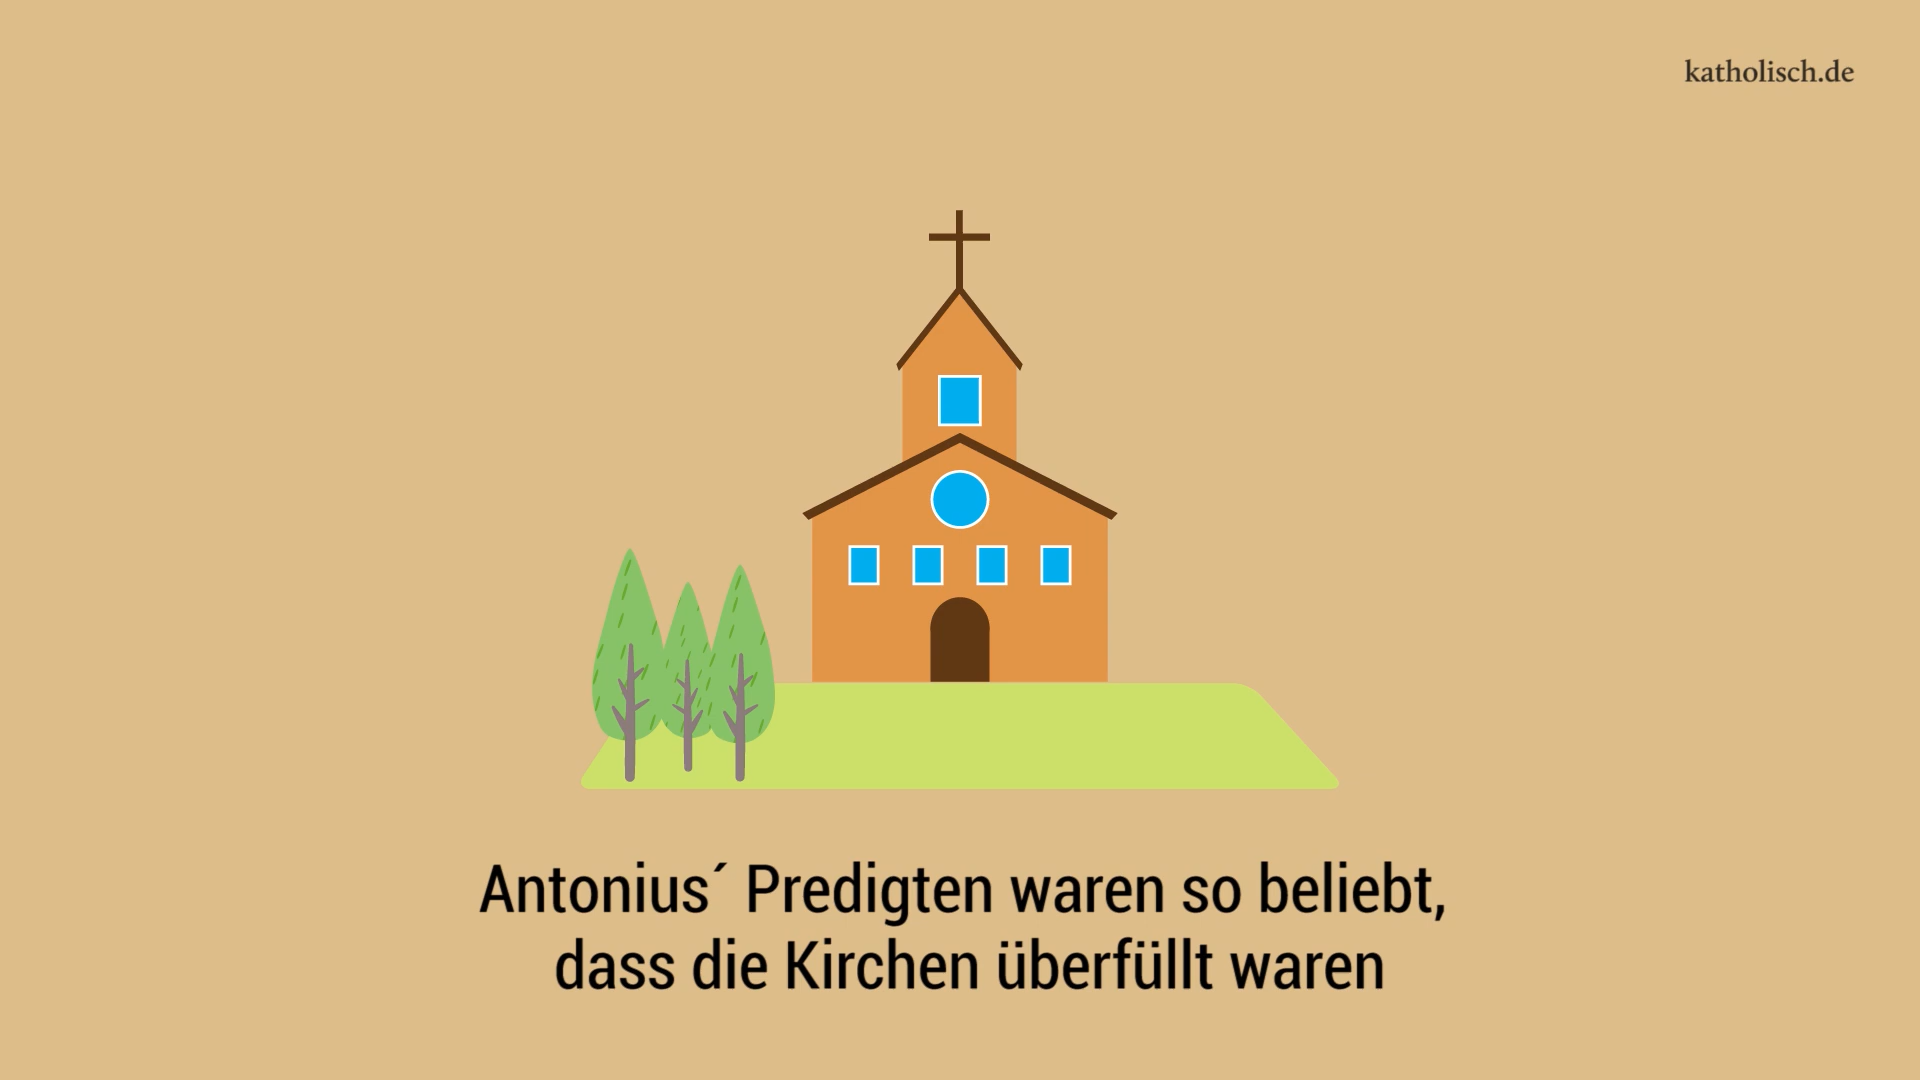 katholisch.de
Antonius´ Predigten waren so beliebt,
dass die Kirchen überfüllt waren